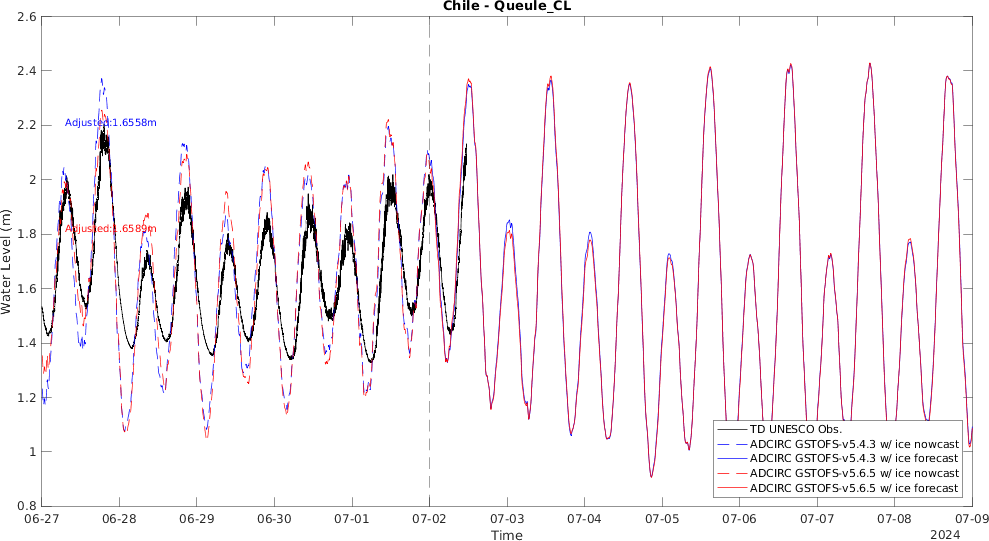 Chile - Queule_CL
2.6
2.4
2.2
2
1.8
1.6
1.4
1.2
1
0.8
Water Level (m)
Adjusted:1.6558m
Adjusted:1.6589m
TD UNESCO Obs.
ADCIRC GSTOFS-v5.4.3 w/ ice nowcast
ADCIRC GSTOFS-v5.4.3 w/ ice forecast
ADCIRC GSTOFS-v5.6.5 w/ ice nowcast
ADCIRC GSTOFS-v5.6.5 w/ ice forecast
06-27 06-28 06-29 06-30 07-01 07-02 07-03 07-04 07-05 07-06 07-07 07-08 07-09
Time
2024